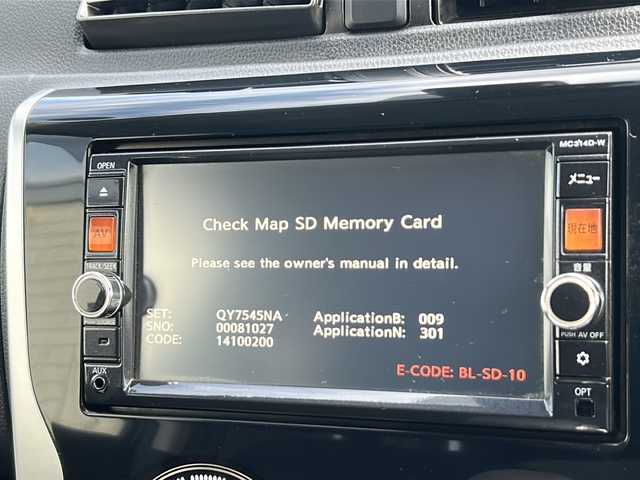 MC314D-W
OPEN
メニュー
AV
現在地
TRACK/SEEK
音量
PUSH AV OFF
AUX
OPT
Check Map SD Memory Card
Please see the owner's manual in detail.
SET: QY7545NA ApplicationB: 009
SNO: 00081027 ApplicationN: 301
CODE: 14100200
E-CODE: BL-SD-10